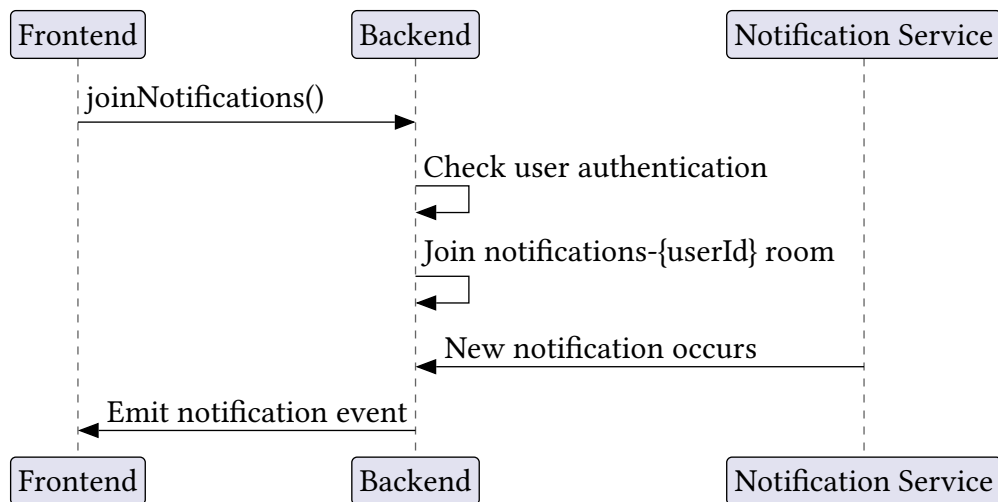 Frontend Backend Notification Service
joinNotifications()
Check user authentication
Join notifications-{userId} room
New notification occurs
Emit notification event
Frontend Backend Notification Service